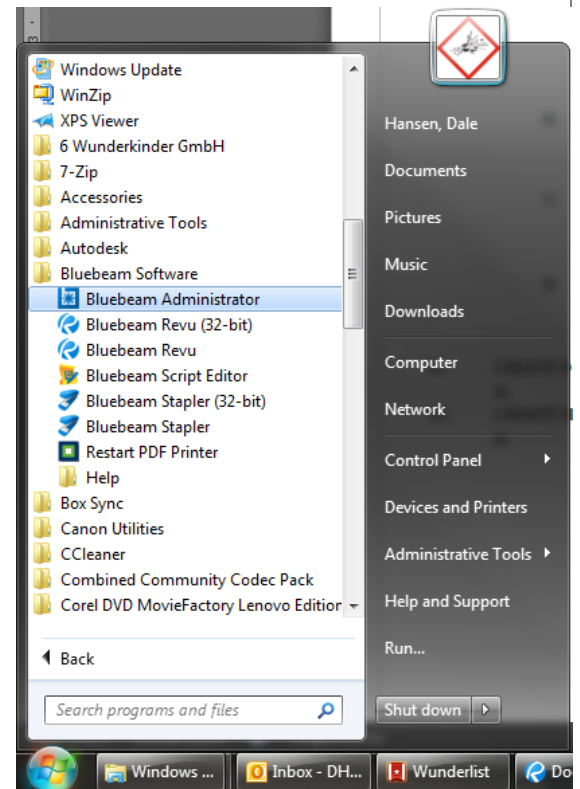 Windows Update
WinZip
XPS Viewer
6 Wunderkinder GmbH
7-Zip
Accessories
Administrative Tools
Autodesk
Bluebeam Software
Bluebeam Administrator
Bluebeam Revu (32-bit)
Bluebeam Revu
Bluebeam Script Editor
Bluebeam Stapler (32-bit)
Bluebeam Stapler
Restart PDF Printer
Help
Box Sync
Canon Utilities
CCleaner
Combined Community Codec Pack
Corel DVD MovieFactory Lenovo Edition
Back
Search programs and files
Hansen, Dale
Documents
Pictures
Music
Downloads
Computer
Network
Control Panel
Devices and Printers
Administrative Tools
Help and Support
Run...
Shut down
Windows ...
Inbox - DH...
Wunderlist
Do